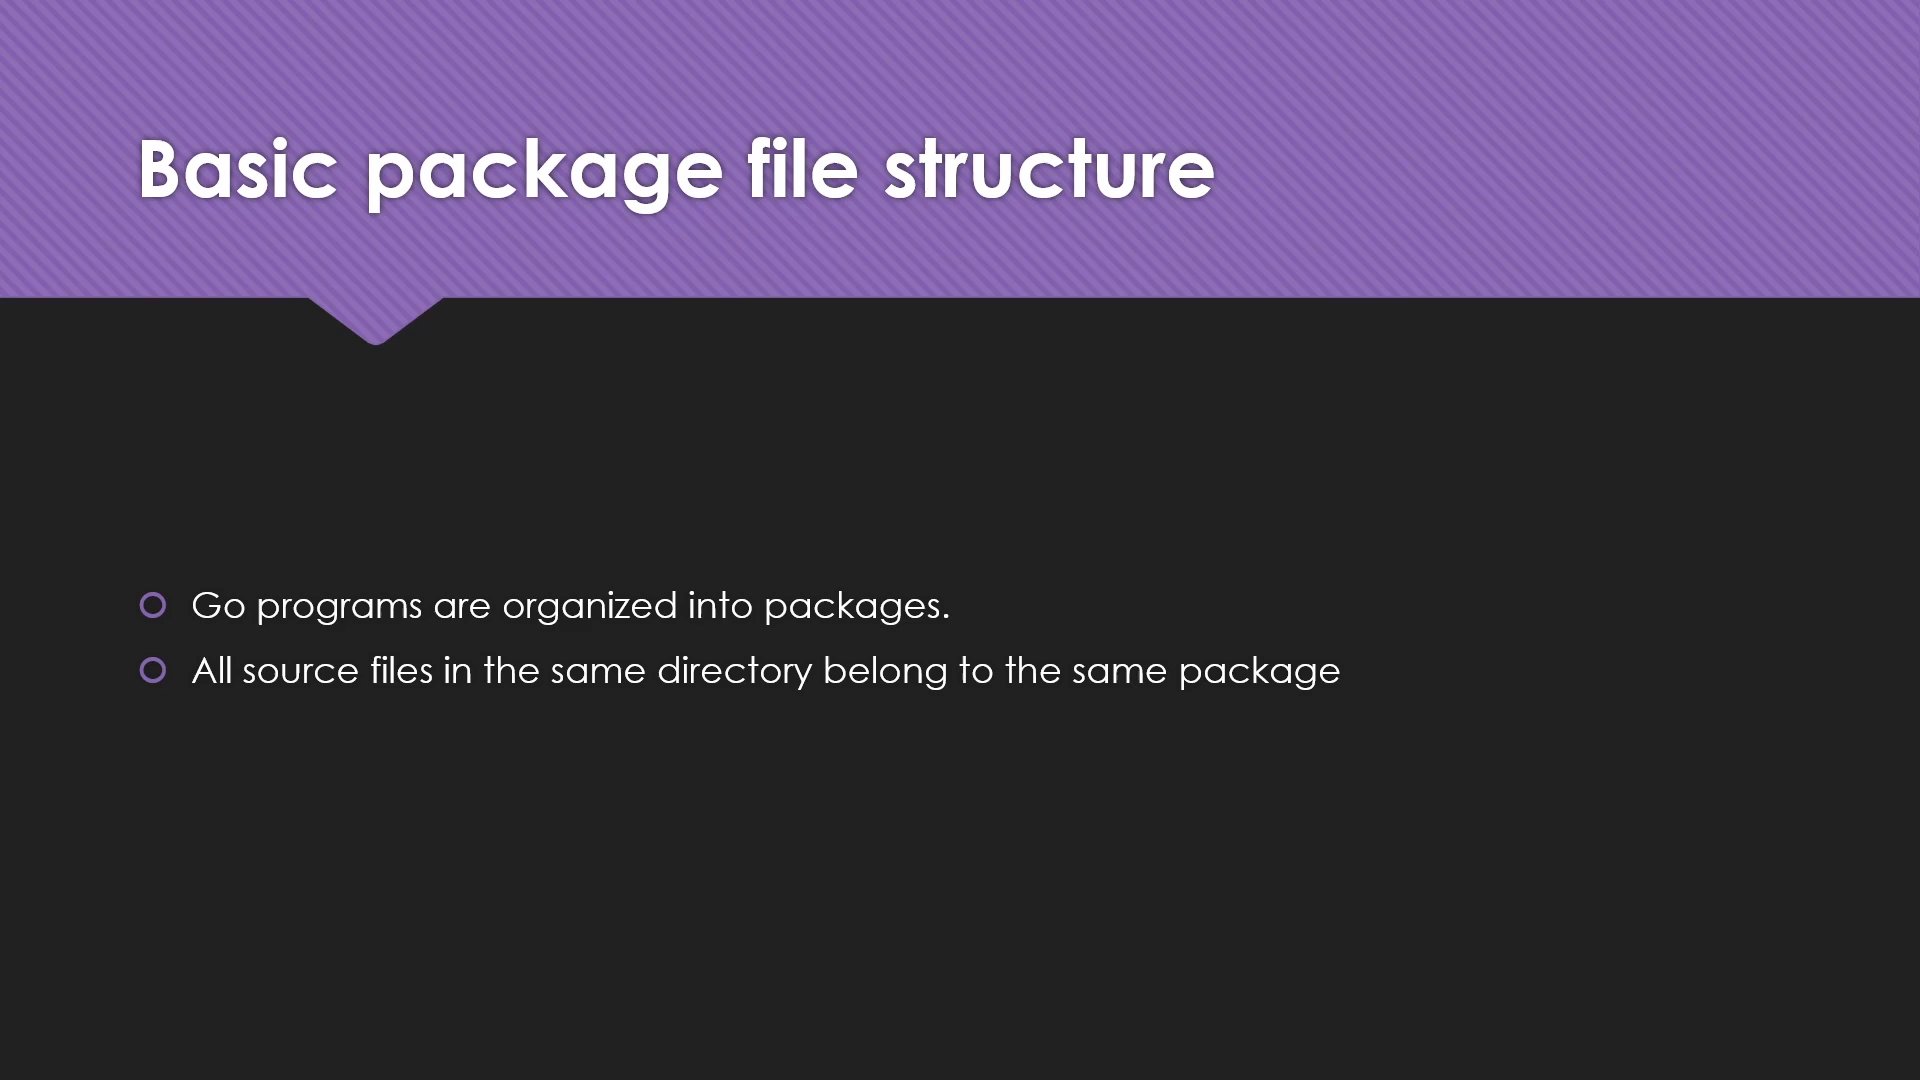 Basic package file structure
Go programs are organized into packages.
All source files in the same directory belong to the same package